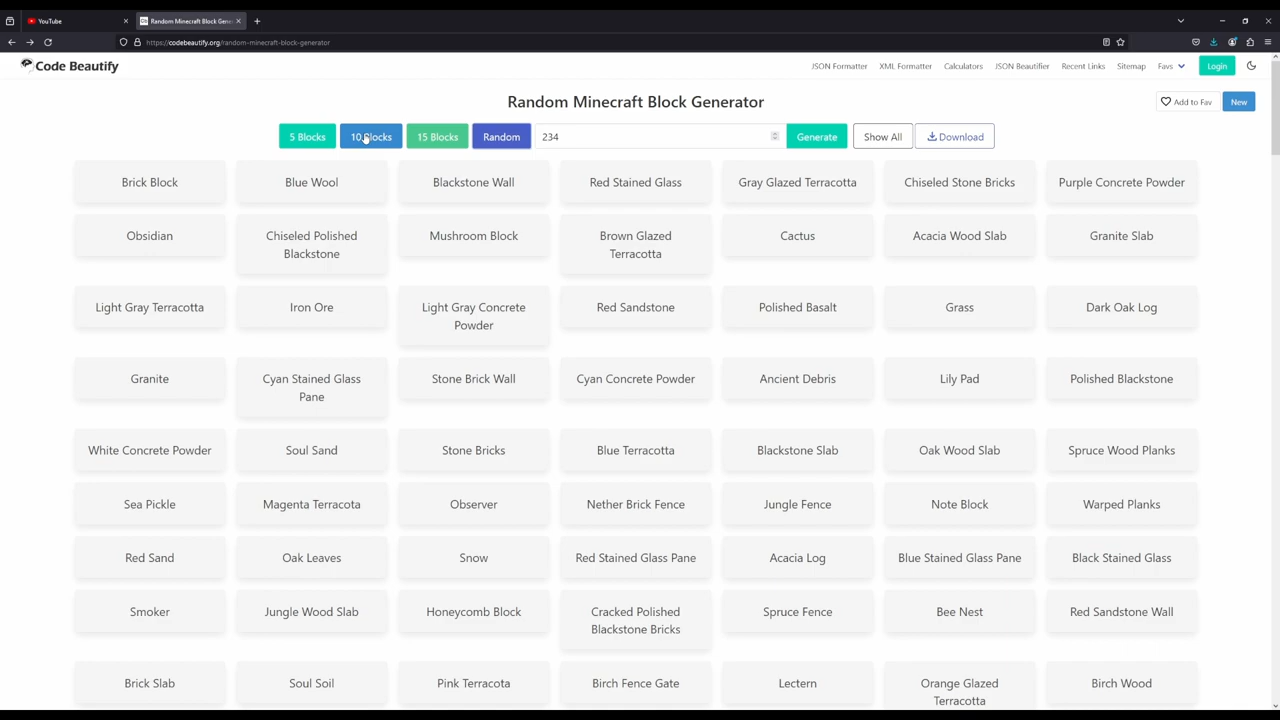 YouTube
Random Minecraft Block Gene
https://codebeautify.org/random-minecraft-block-generator
Code Beautify
JSON Formatter
XML Formatter
Calculators
JSON Beautifier
Recent Links
Sitemap
Favs
Login
Random Minecraft Block Generator
Add to Fav
New
5 Blocks
10 Blocks
15 Blocks
Random
234
Generate
Show All
Download
Brick Block
Blue Wool
Blackstone Wall
Red Stained Glass
Gray Glazed Terracotta
Chiseled Stone Bricks
Purple Concrete Powder
Obsidian
Chiseled Polished
Blackstone
Mushroom Block
Brown Glazed
Terracotta
Cactus
Acacia Wood Slab
Granite Slab
Light Gray Terracotta
Iron Ore
Light Gray Concrete
Powder
Red Sandstone
Polished Basalt
Grass
Dark Oak Log
Granite
Cyan Stained Glass
Pane
Stone Brick Wall
Cyan Concrete Powder
Ancient Debris
Lily Pad
Polished Blackstone
White Concrete Powder
Soul Sand
Stone Bricks
Blue Terracotta
Blackstone Slab
Oak Wood Slab
Spruce Wood Planks
Sea Pickle
Magenta Terracota
Observer
Nether Brick Fence
Jungle Fence
Note Block
Warped Planks
Red Sand
Oak Leaves
Snow
Red Stained Glass Pane
Acacia Log
Blue Stained Glass Pane
Black Stained Glass
Smoker
Jungle Wood Slab
Honeycomb Block
Cracked Polished
Blackstone Bricks
Spruce Fence
Bee Nest
Red Sandstone Wall
Brick Slab
Soul Soil
Pink Terracota
Birch Fence Gate
Lectern
Orange Glazed
Terracotta
Birch Wood